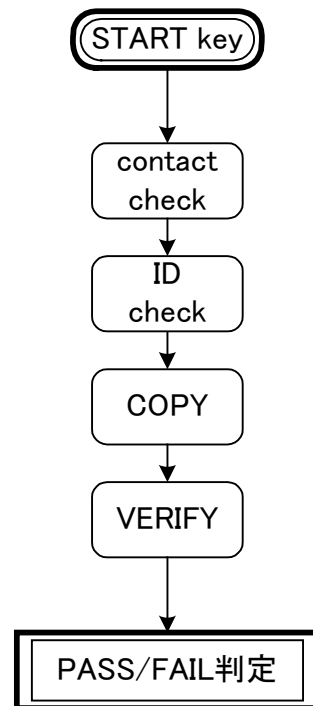 START key
contact
check
ID
check
COPY
VERIFY
PASS/FAIL判定